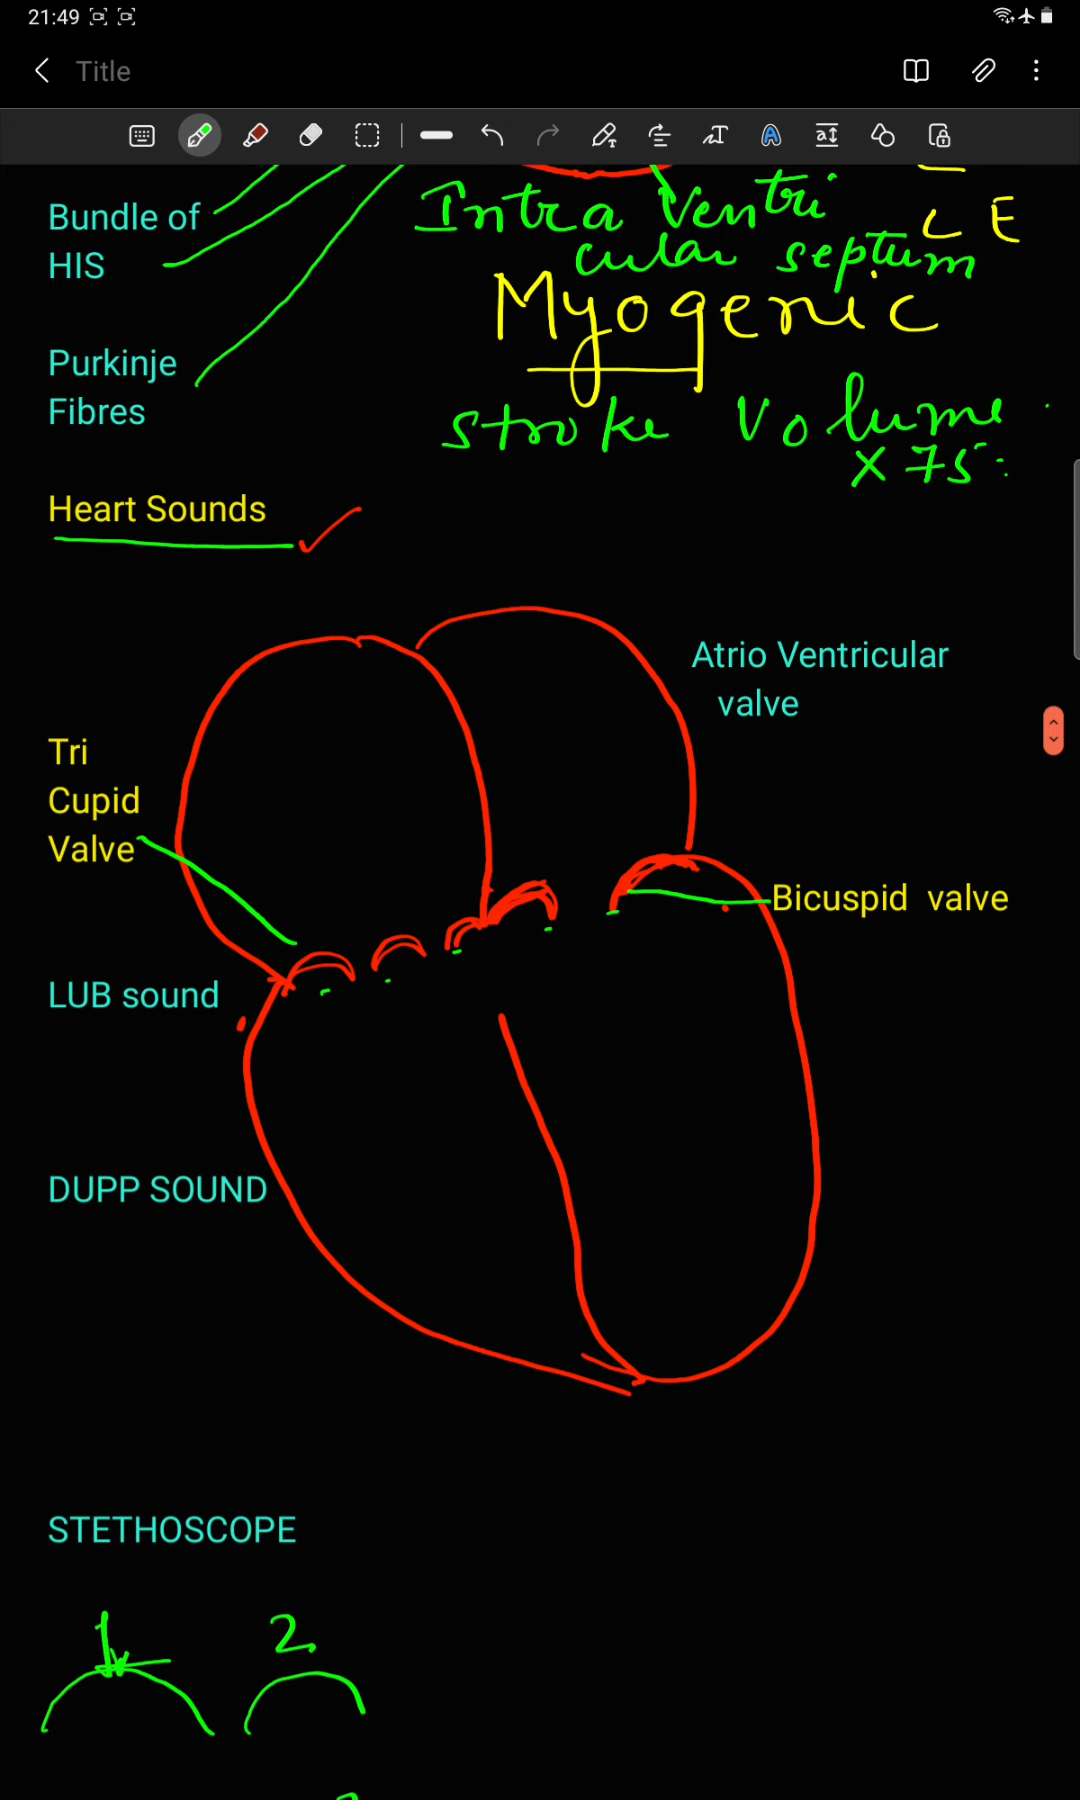 21:49
Title
Bundle of
HIS
Intra Ventri
cular septum
L E
Myogenic
Purkinje
Fibres
stroke Volume
x 75 =
Heart Sounds
Atrio Ventricular
valve
Tri
Cupid
Valve
Bicuspid valve
LUB sound
DUPP SOUND
STETHOSCOPE
1 2